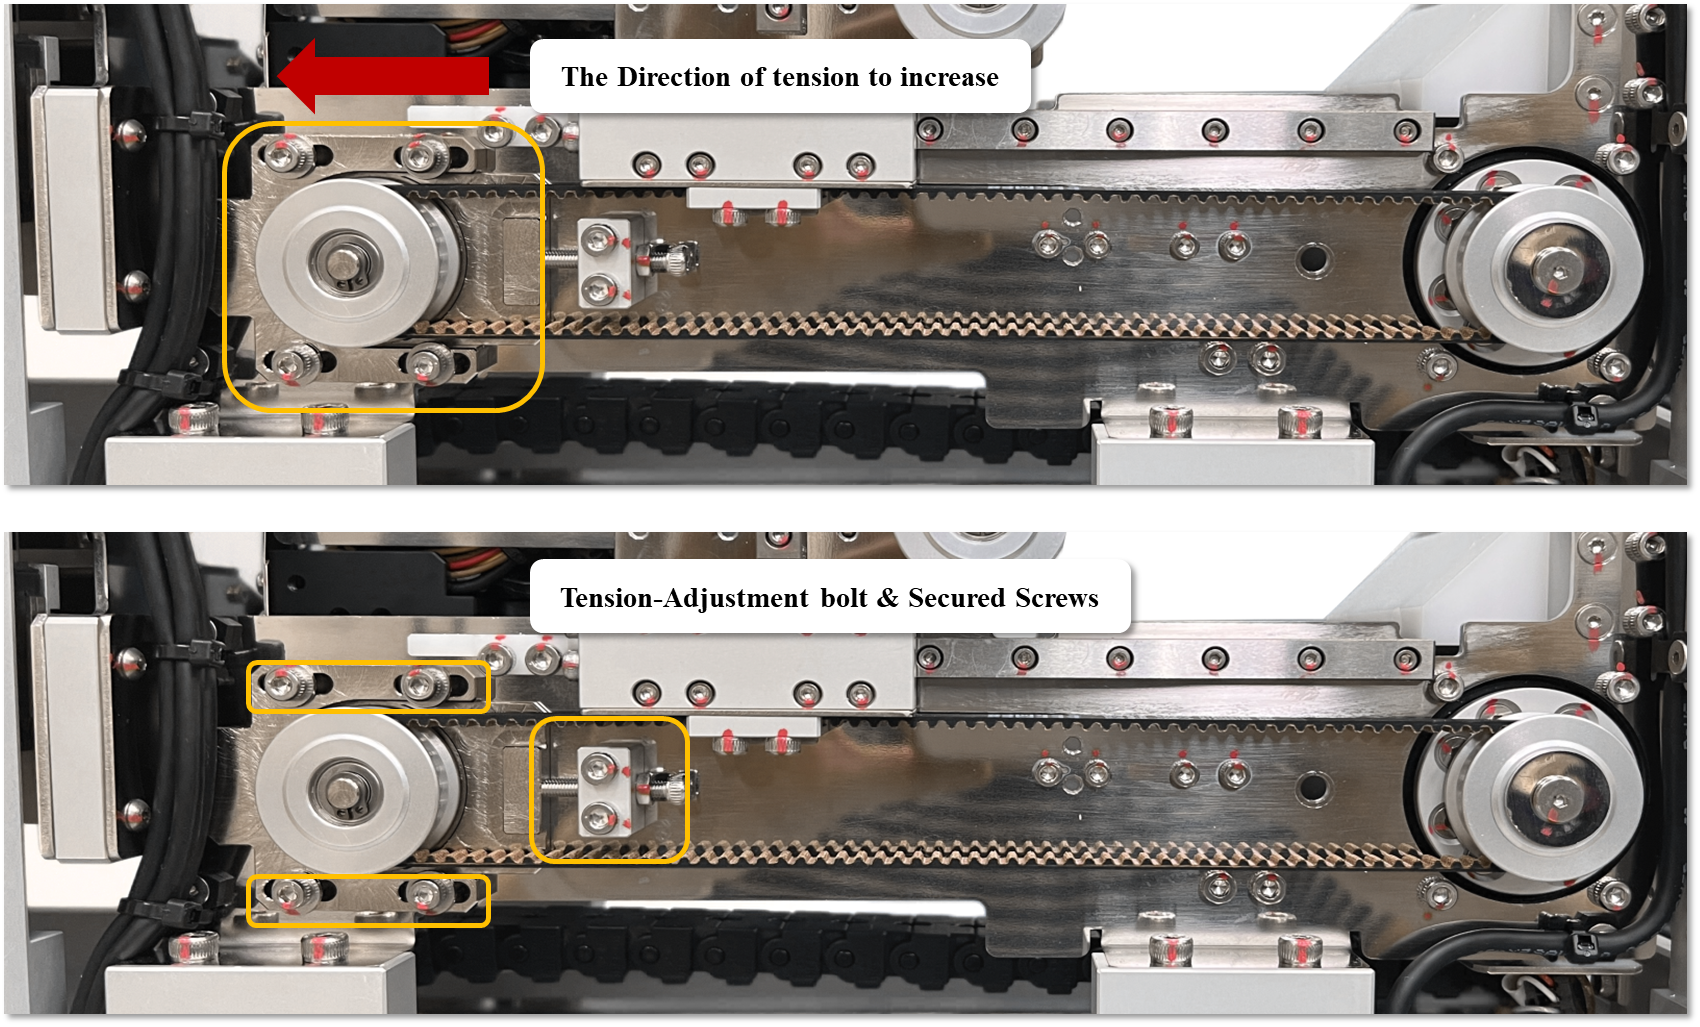 The Direction of tension to increase
Tension-Adjustment bolt & Secured Screws